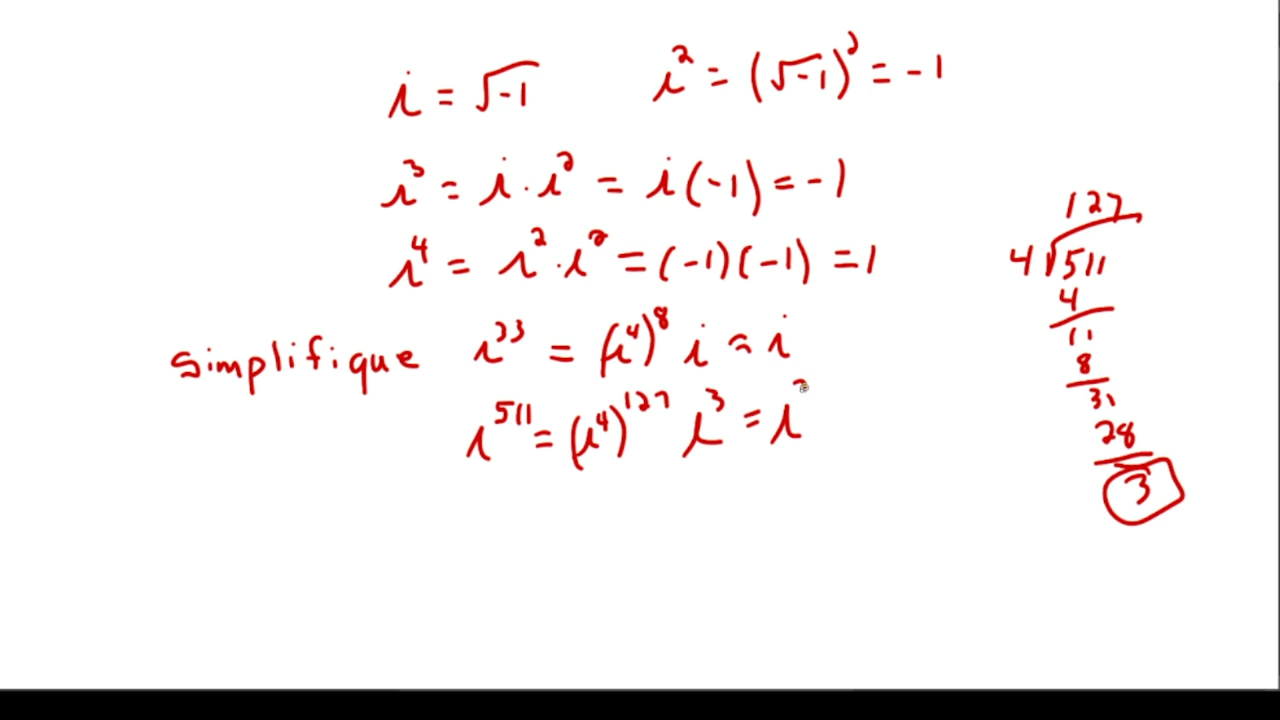 i = √-1   i² = (√-1)² = -1
i³ = i · i² = i(-1) = -1
i⁴ = i² · i² = (-1)(-1) = 1
Simplifique i³³ = (i⁴)⁸ i = i
i⁵¹¹ = (i⁴)¹²⁷ i³ = i
127
4√511
4
11
8
31
28
3